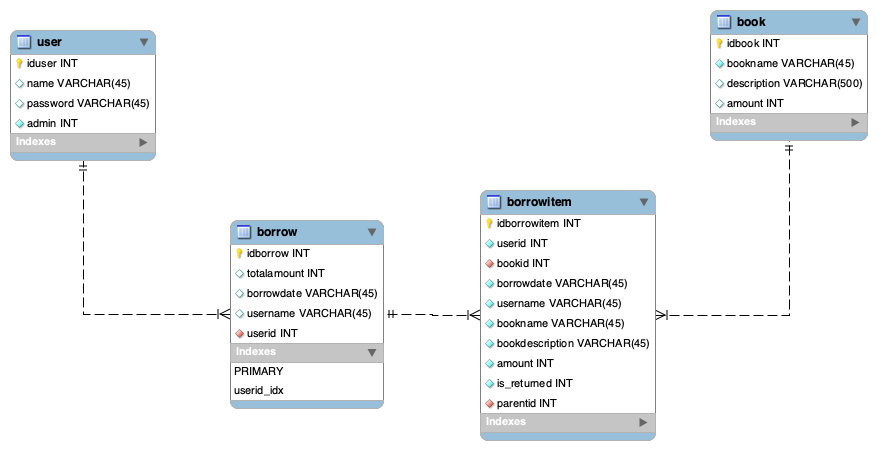 user
iduser INT
name VARCHAR(45)
password VARCHAR(45)
admin INT
Indexes
book
idbook INT
bookname VARCHAR(45)
description VARCHAR(500)
amount INT
Indexes
borrow
idborrow INT
totalamount INT
borrowdate VARCHAR(45)
username VARCHAR(45)
userid INT
Indexes
PRIMARY
userid_idx
borrowitem
idborrowitem INT
userid INT
bookid INT
borrowdate VARCHAR(45)
username VARCHAR(45)
bookname VARCHAR(45)
bookdescription VARCHAR(45)
amount INT
is_returned INT
parentid INT
Indexes